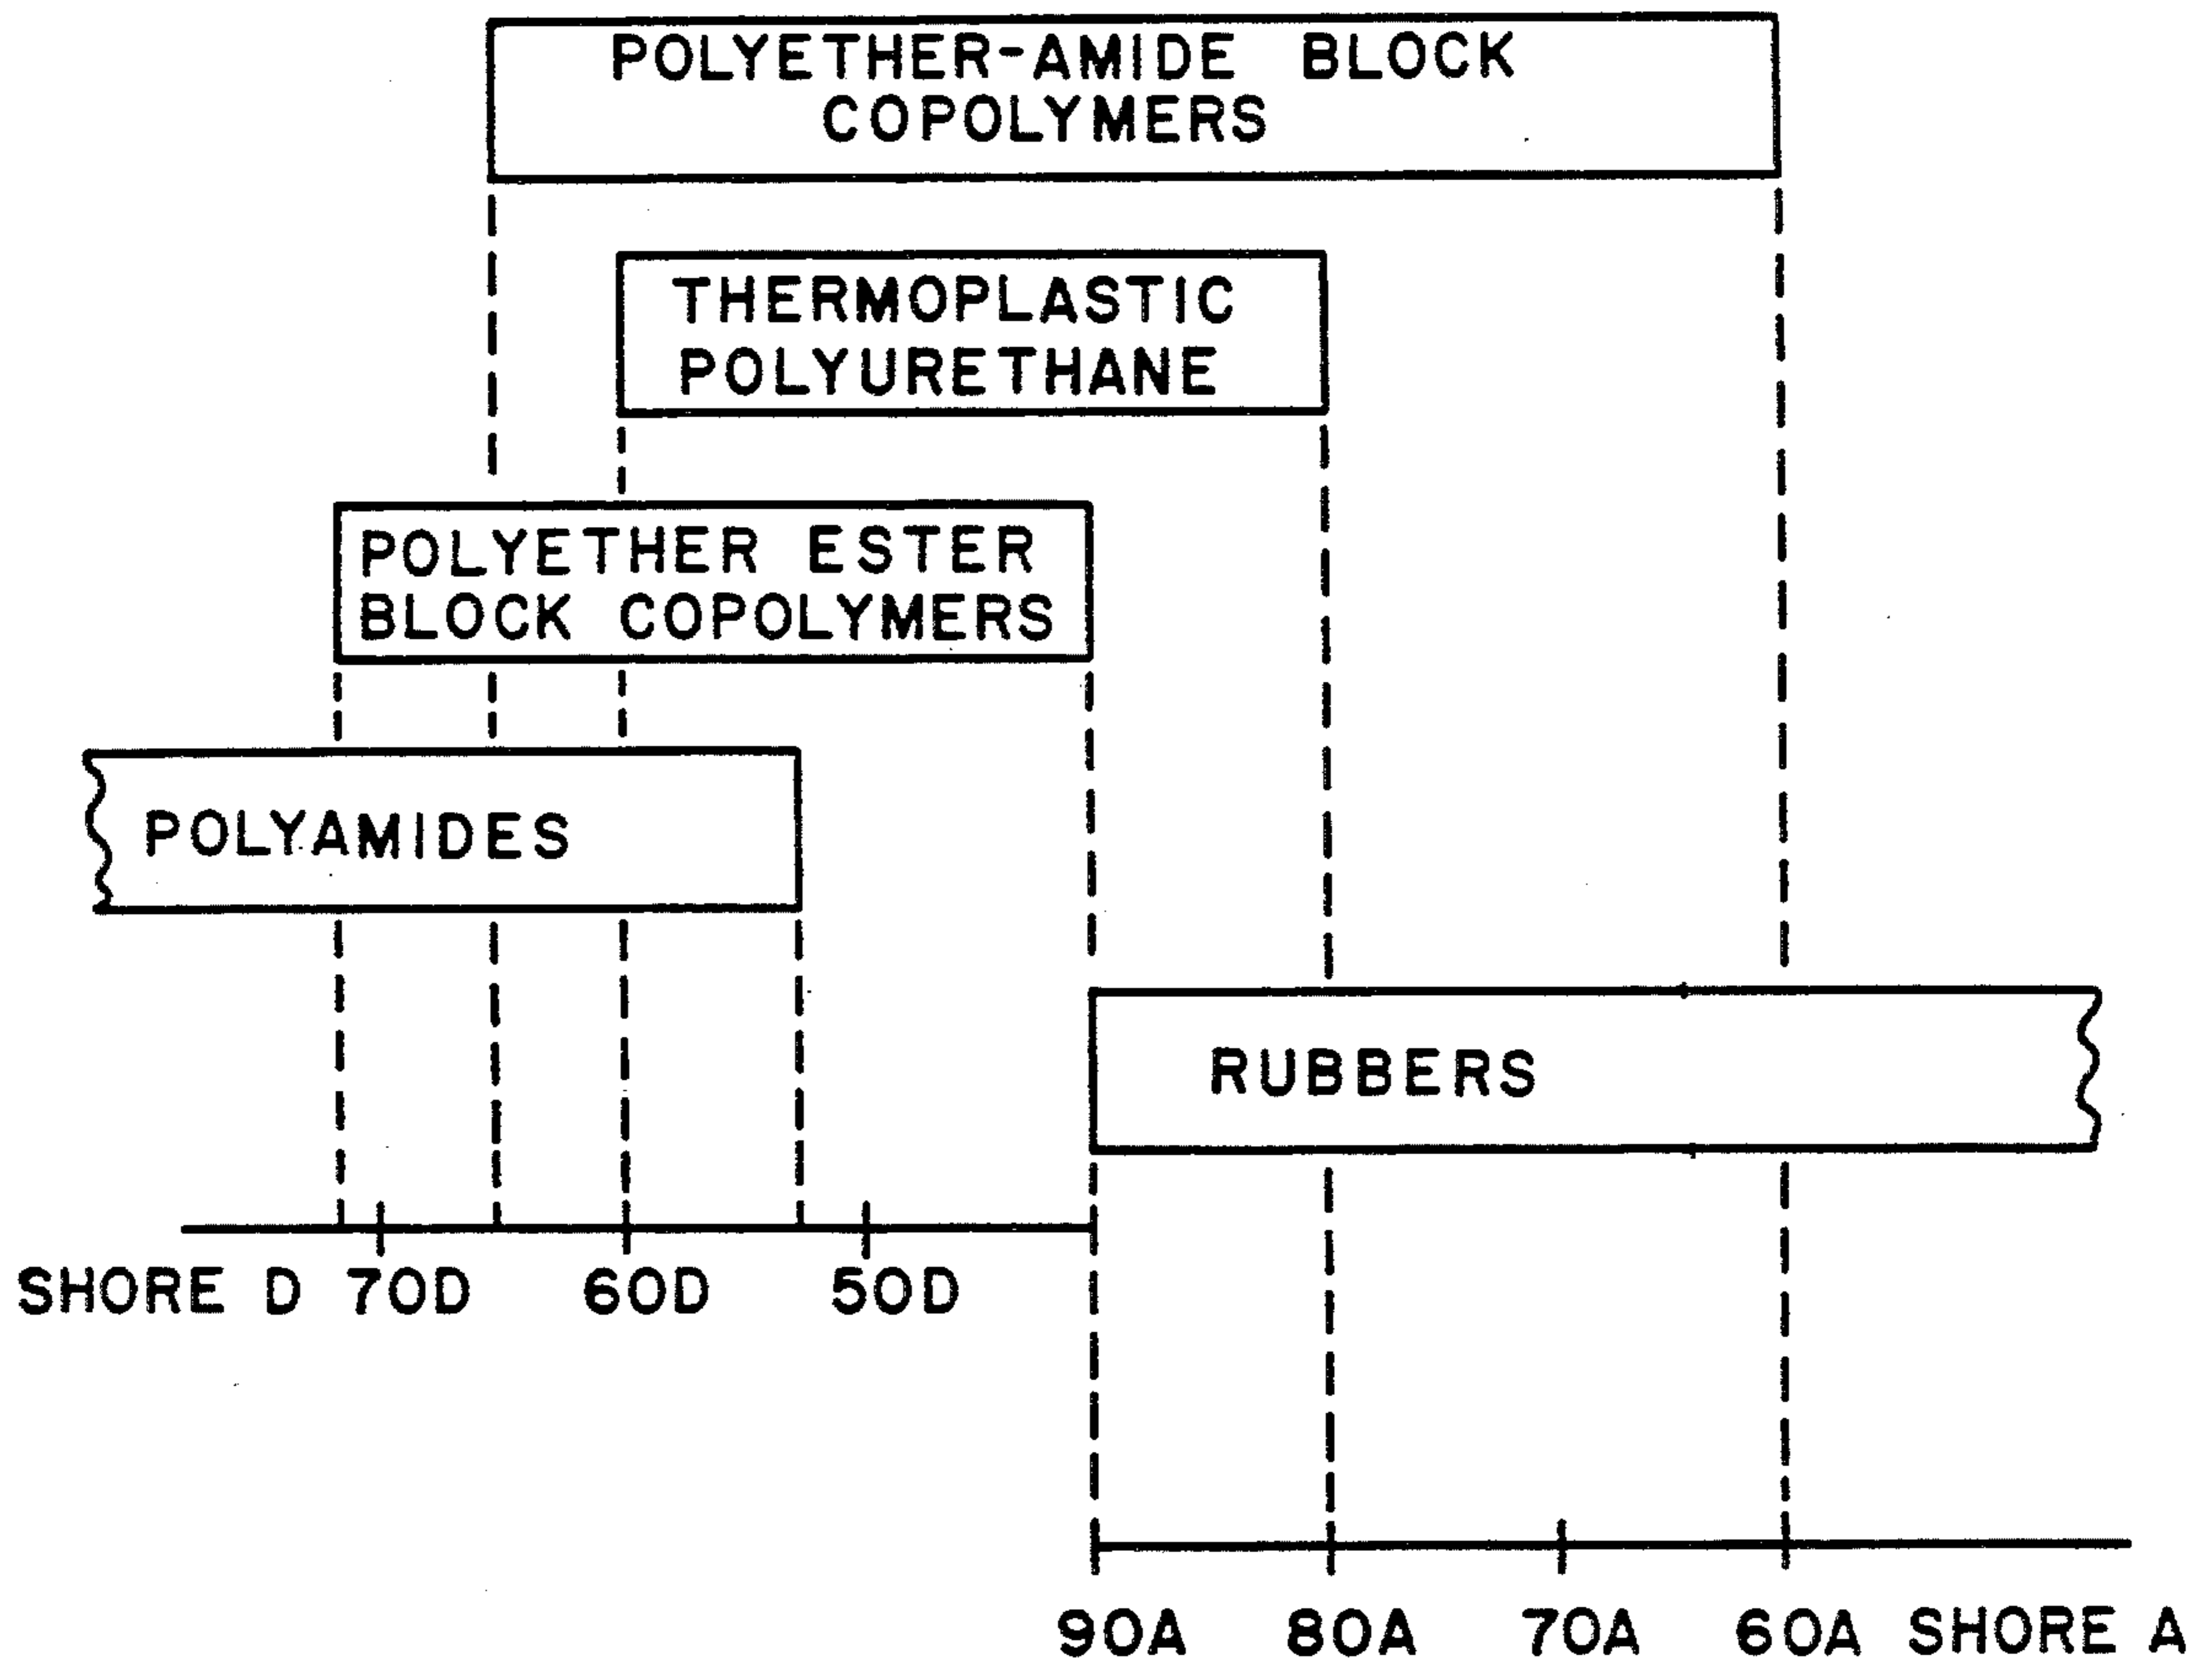 POLYETHER-AMIDE BLOCK
COPOLYMERS
THERMOPLASTIC
POLYURETHANE
POLYETHER ESTER
BLOCK COPOLYMERS
POLYAMIDES
RUBBERS
SHORE D 70D 60D 50D
90A 80A 70A 60A SHORE A